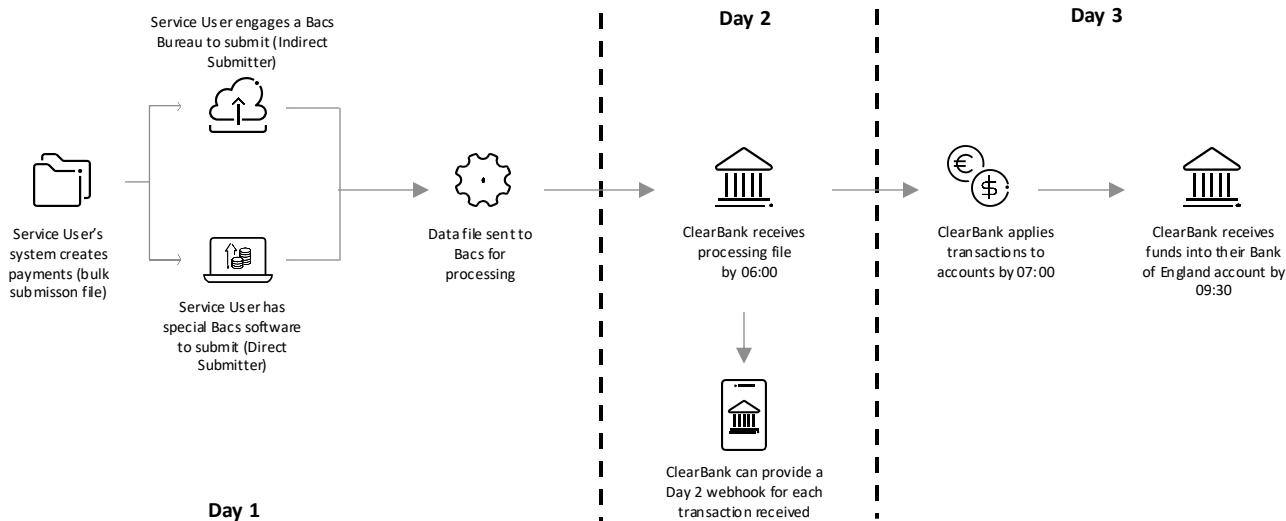 Service User engages a Bacs
Bureau to submit (Indirect
Submitter)
Service User's
system creates
payments (bulk
submisson file)
Service User has
special Bacs software
to submit (Direct
Submitter)
Data file sent to
Bacs for
processing
Day 1
Day 2
ClearBank receives
processing file
by 06:00
ClearBank can provide a
Day 2 webhook for each
transaction received
Day 3
€
$
ClearBank applies
transactions to
accounts by 07:00
ClearBank receives
funds into their Bank
of England account by
09:30